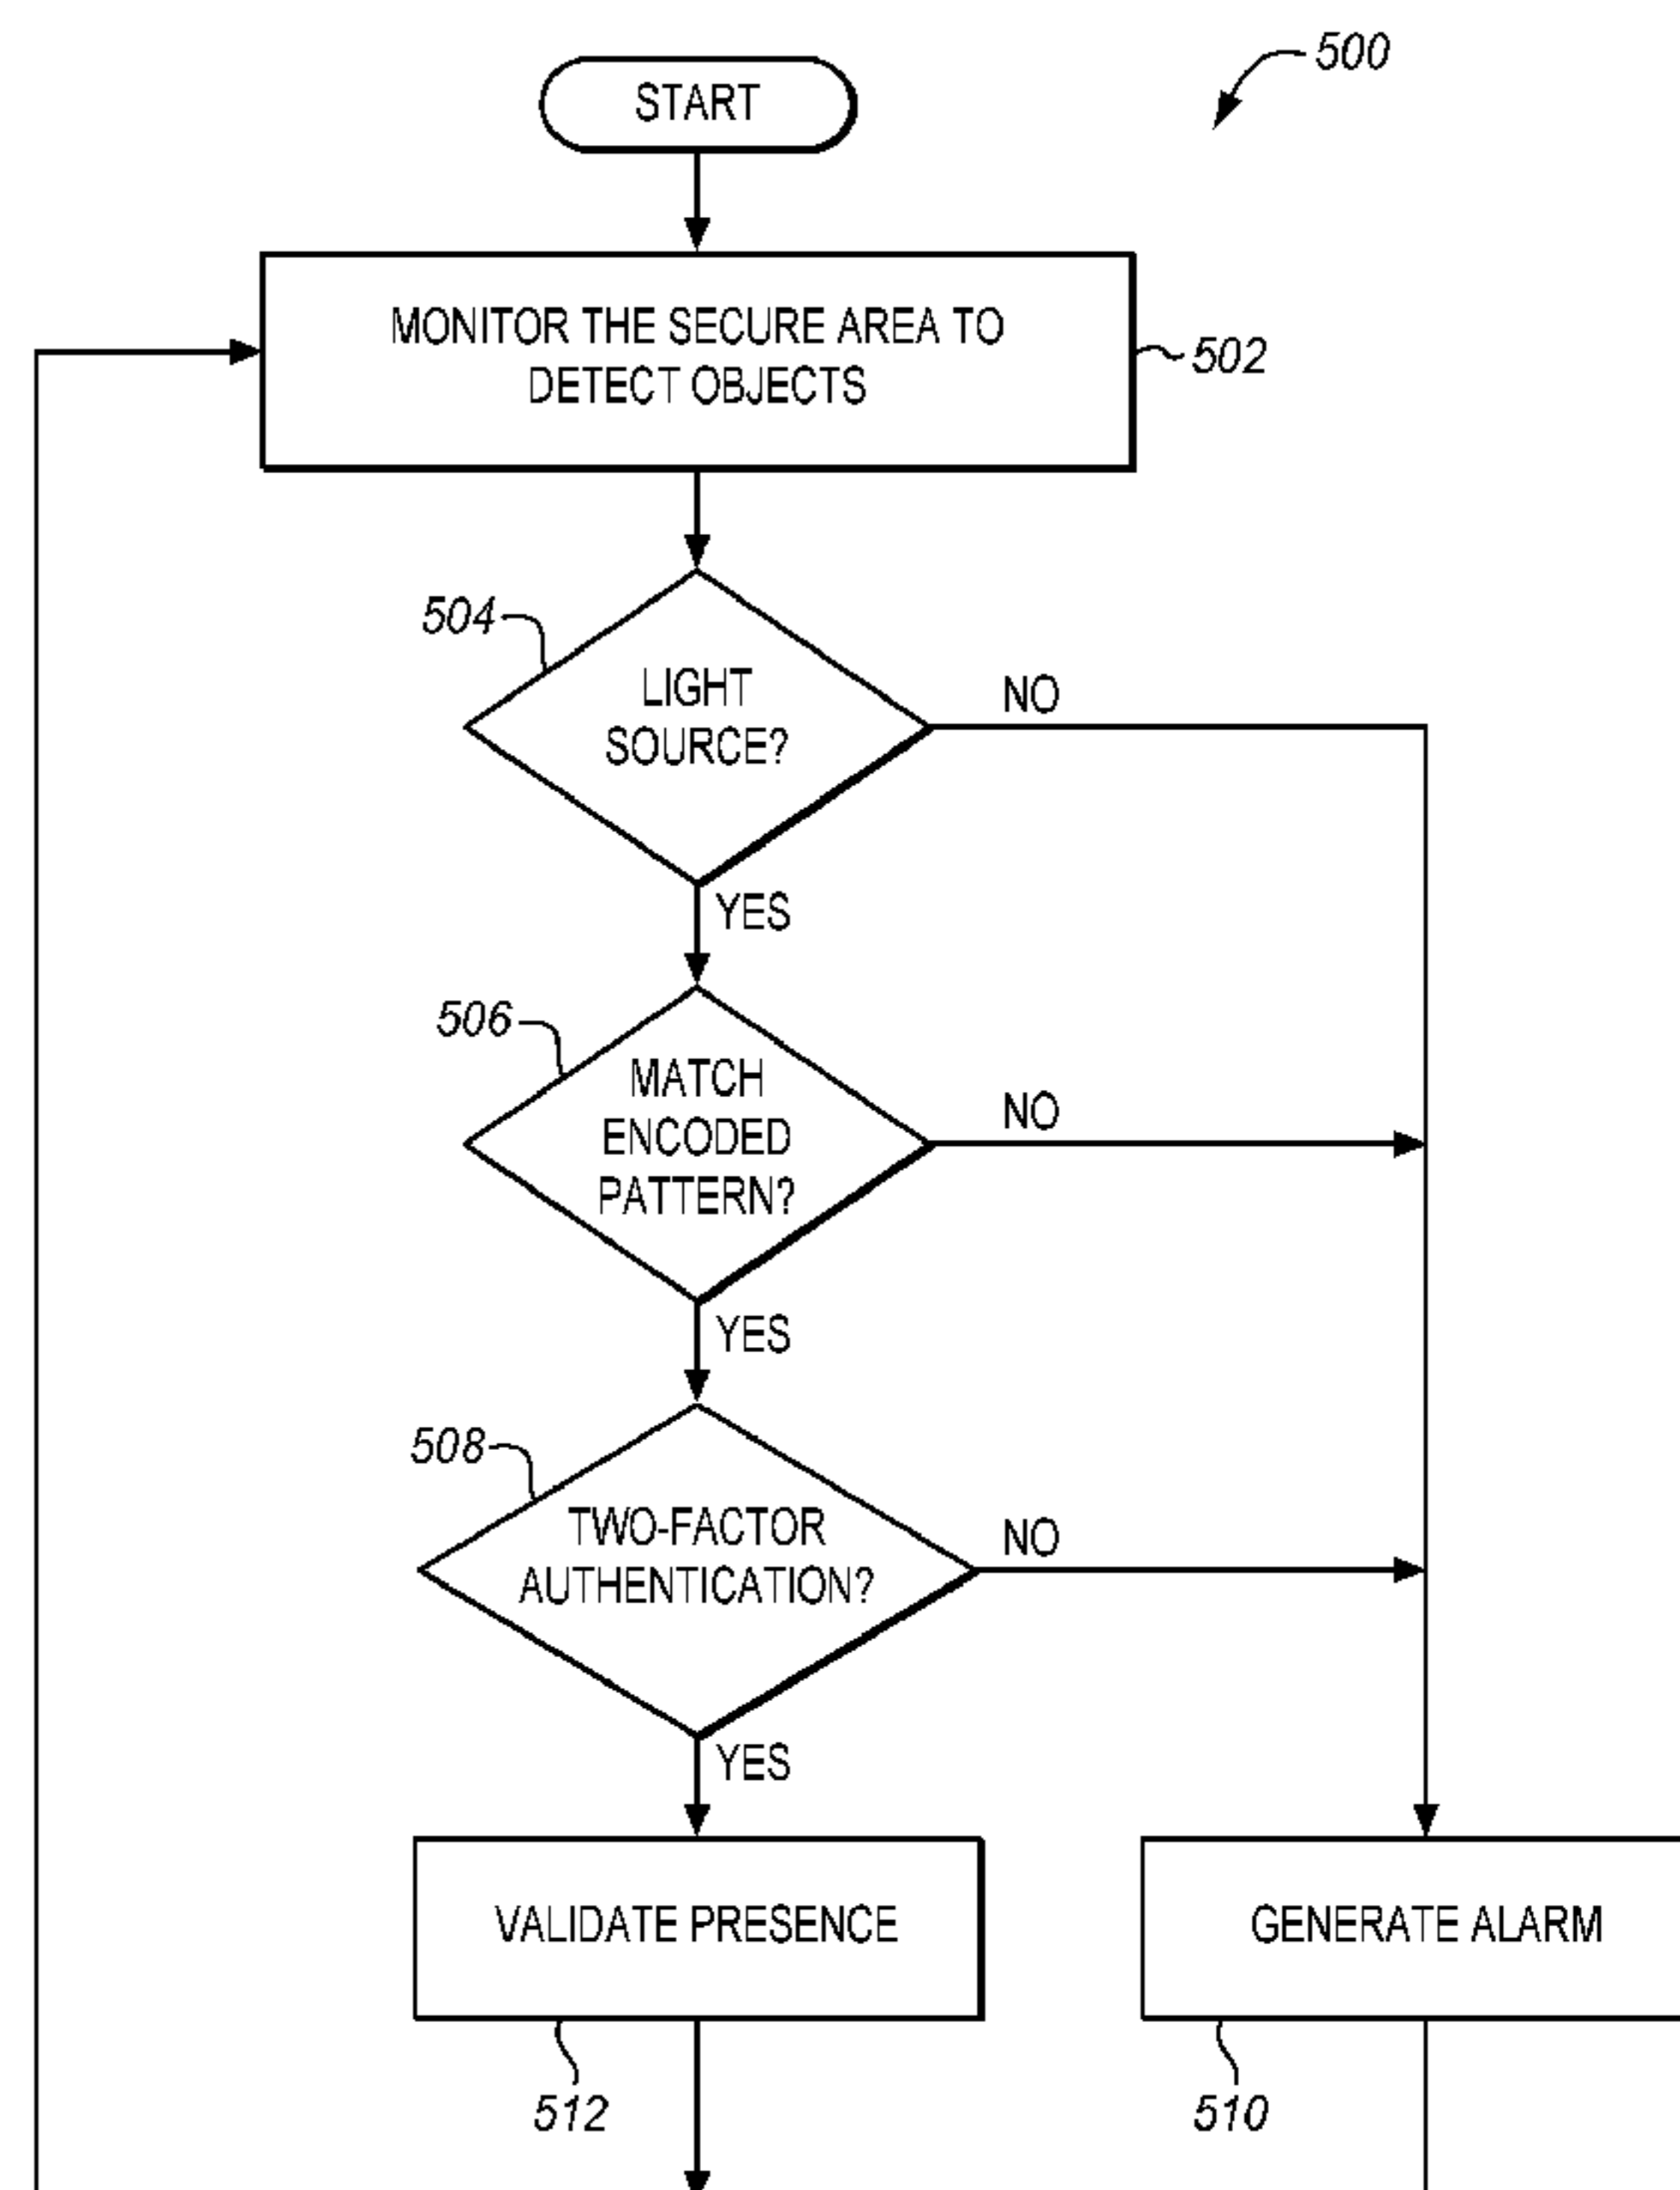 500
START
MONITOR THE SECURE AREA TO
DETECT OBJECTS
502
504
LIGHT
SOURCE?
NO
YES
506
MATCH
ENCODED
PATTERN?
NO
YES
508
TWO-FACTOR
AUTHENTICATION?
NO
YES
VALIDATE PRESENCE
GENERATE ALARM
512
510